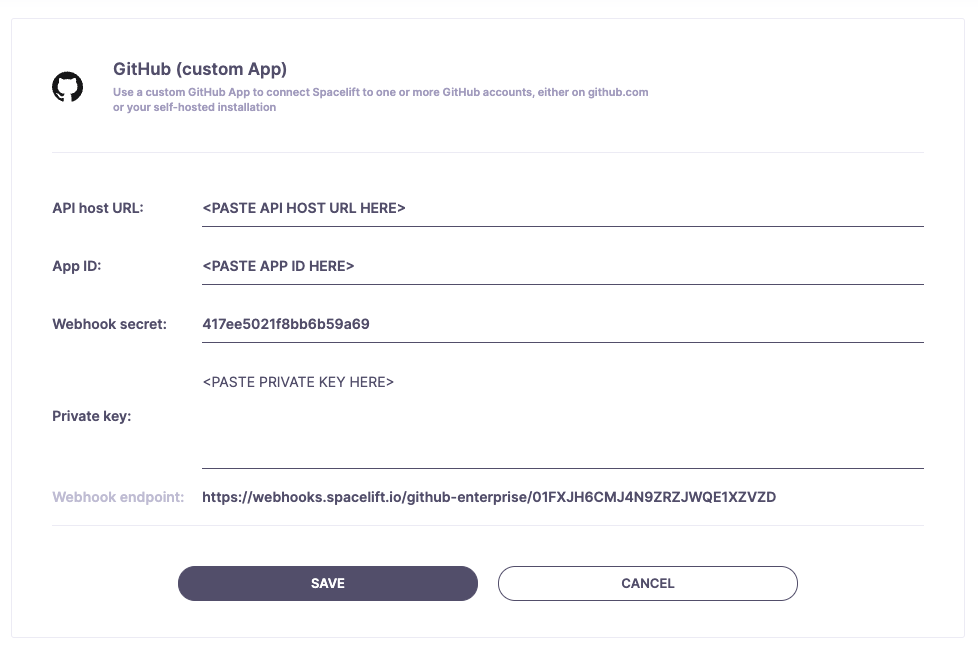 GitHub (custom App)
Use a custom GitHub App to connect Spacelift to one or more GitHub accounts, either on github.com
or your self-hosted installation
API host URL: <PASTE API HOST URL HERE>
App ID: <PASTE APP ID HERE>
Webhook secret: 417ee5021f8bb6b59a69
<PASTE PRIVATE KEY HERE>
Private key:
Webhook endpoint: https://webhooks.spacelift.io/github-enterprise/01FXJH6CMJ4N9ZRZJWQE1XZVZD
SAVE CANCEL